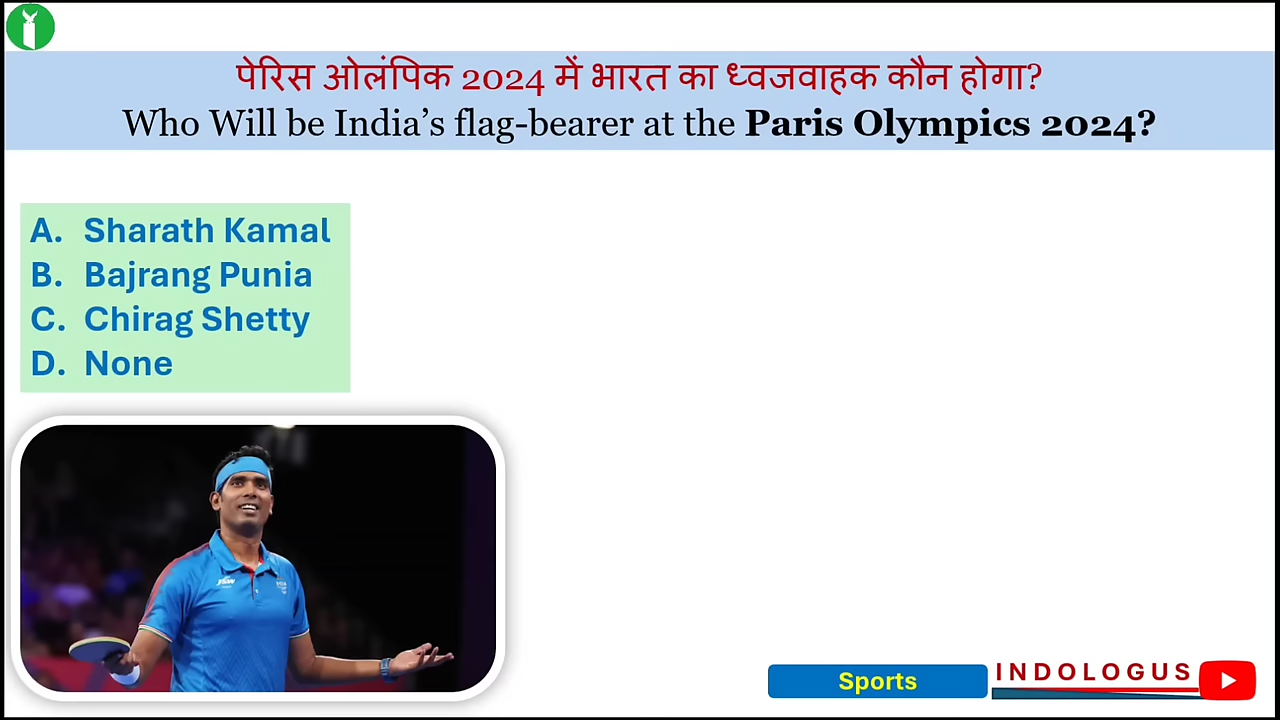 पेरिस ओलंपिक 2024 में भारत का ध्वजवाहक कौन होगा?
Who Will be India’s flag-bearer at the Paris Olympics 2024?
A. Sharath Kamal
B. Bajrang Punia
C. Chirag Shetty
D. None
JSW
Sports
INDOLOGUS